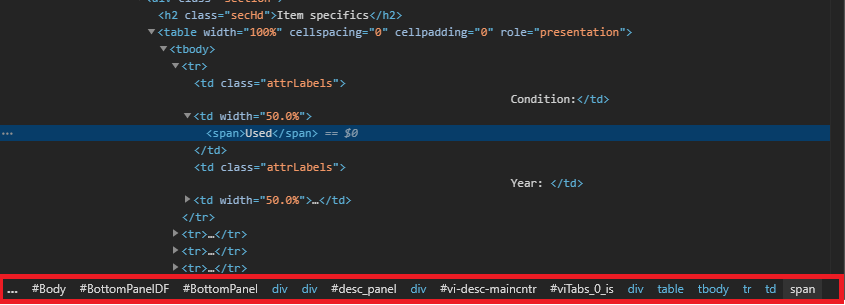 <div class="section">
<h2 class="secHd">Item specifics</h2>
▼<table width="100%" cellspacing="0" cellpadding="0" role="presentation">
▼<tbody>
▼<tr>
<td class="attrLabels">
Condition:</td>
▼<td width="50.0%">
… <span>Used</span> == $0
</td>
<td class="attrLabels">
Year: </td>
▶<td width="50.0%">…</td>
</tr>
▶<tr>…</tr>
▶<tr>…</tr>
▶<tr>…</tr>
… #Body #BottomPanelDF #BottomPanel div div #desc_panel #vi-desc-maincntr #viTabs_0_is div table tbody tr td span